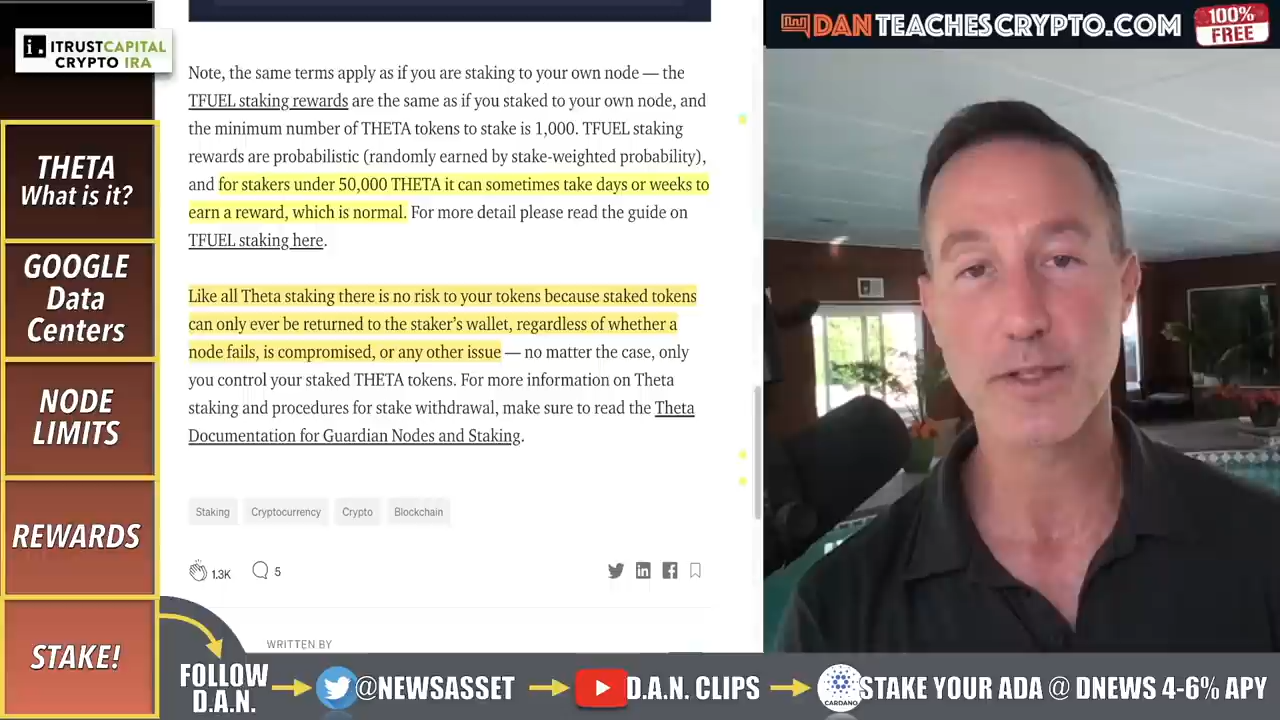 ITRUSTCAPITAL
CRYPTO IRA
THETA
What is it?
GOOGLE
Data
Centers
NODE
LIMITS
REWARDS
STAKE!
Note, the same terms apply as if you are staking to your own node — the
TFUEL staking rewards are the same as if you staked to your own node, and
the minimum number of THETA tokens to stake is 1,000. TFUEL staking
rewards are probabilistic (randomly earned by stake-weighted probability),
and for stakers under 50,000 THETA it can sometimes take days or weeks to
earn a reward, which is normal. For more detail please read the guide on
TFUEL staking here.
Like all Theta staking there is no risk to your tokens because staked tokens
can only ever be returned to the staker’s wallet, regardless of whether a
node fails, is compromised, or any other issue — no matter the case, only
you control your staked THETA tokens. For more information on Theta
staking and procedures for stake withdrawal, make sure to read the Theta
Documentation for Guardian Nodes and Staking.
Staking Cryptocurrency Crypto Blockchain
1.3K 5
WRITTEN BY
DANTEACHESCRYPTO.COM
100%
FREE
FOLLOW
D.A.N.
@NEWSASSET
D.A.N. CLIPS
CARDANO
STAKE YOUR ADA @ DNEWS 4-6% APY